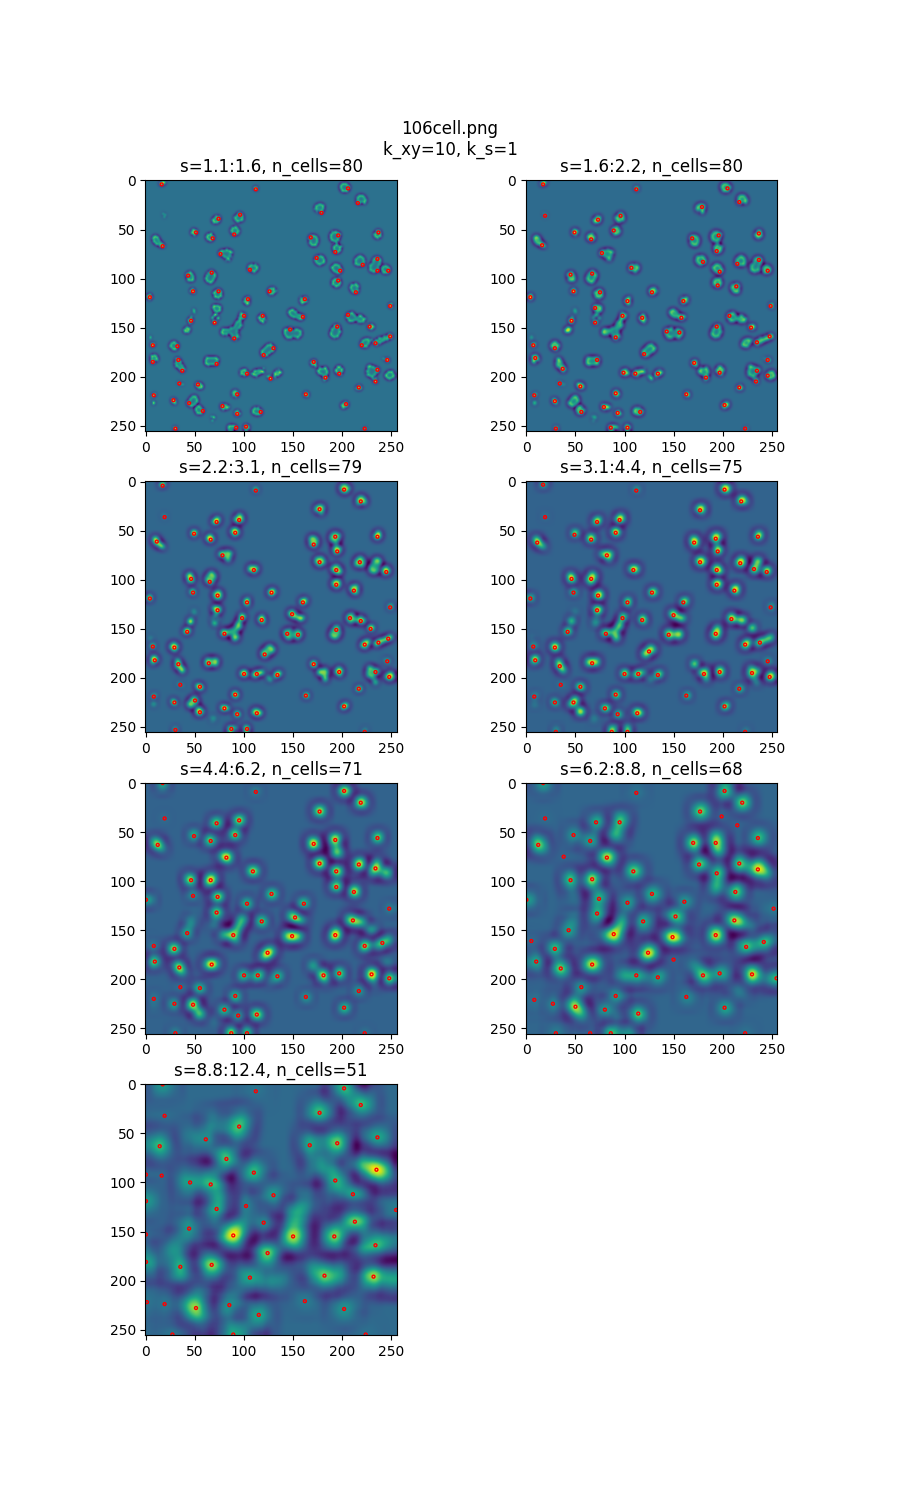 106cell.png
k_xy=10, k_s=1
s=1.1:1.6, n_cells=80
s=1.6:2.2, n_cells=80
0
50
100
150
200
250
0 50 100 150 200 250
0
50
100
150
200
250
0 50 100 150 200 250
s=2.2:3.1, n_cells=79
s=3.1:4.4, n_cells=75
0
50
100
150
200
250
0 50 100 150 200 250
0
50
100
150
200
250
0 50 100 150 200 250
s=4.4:6.2, n_cells=71
s=6.2:8.8, n_cells=68
0
50
100
150
200
250
0 50 100 150 200 250
0
50
100
150
200
250
0 50 100 150 200 250
s=8.8:12.4, n_cells=51
0
50
100
150
200
250
0 50 100 150 200 250